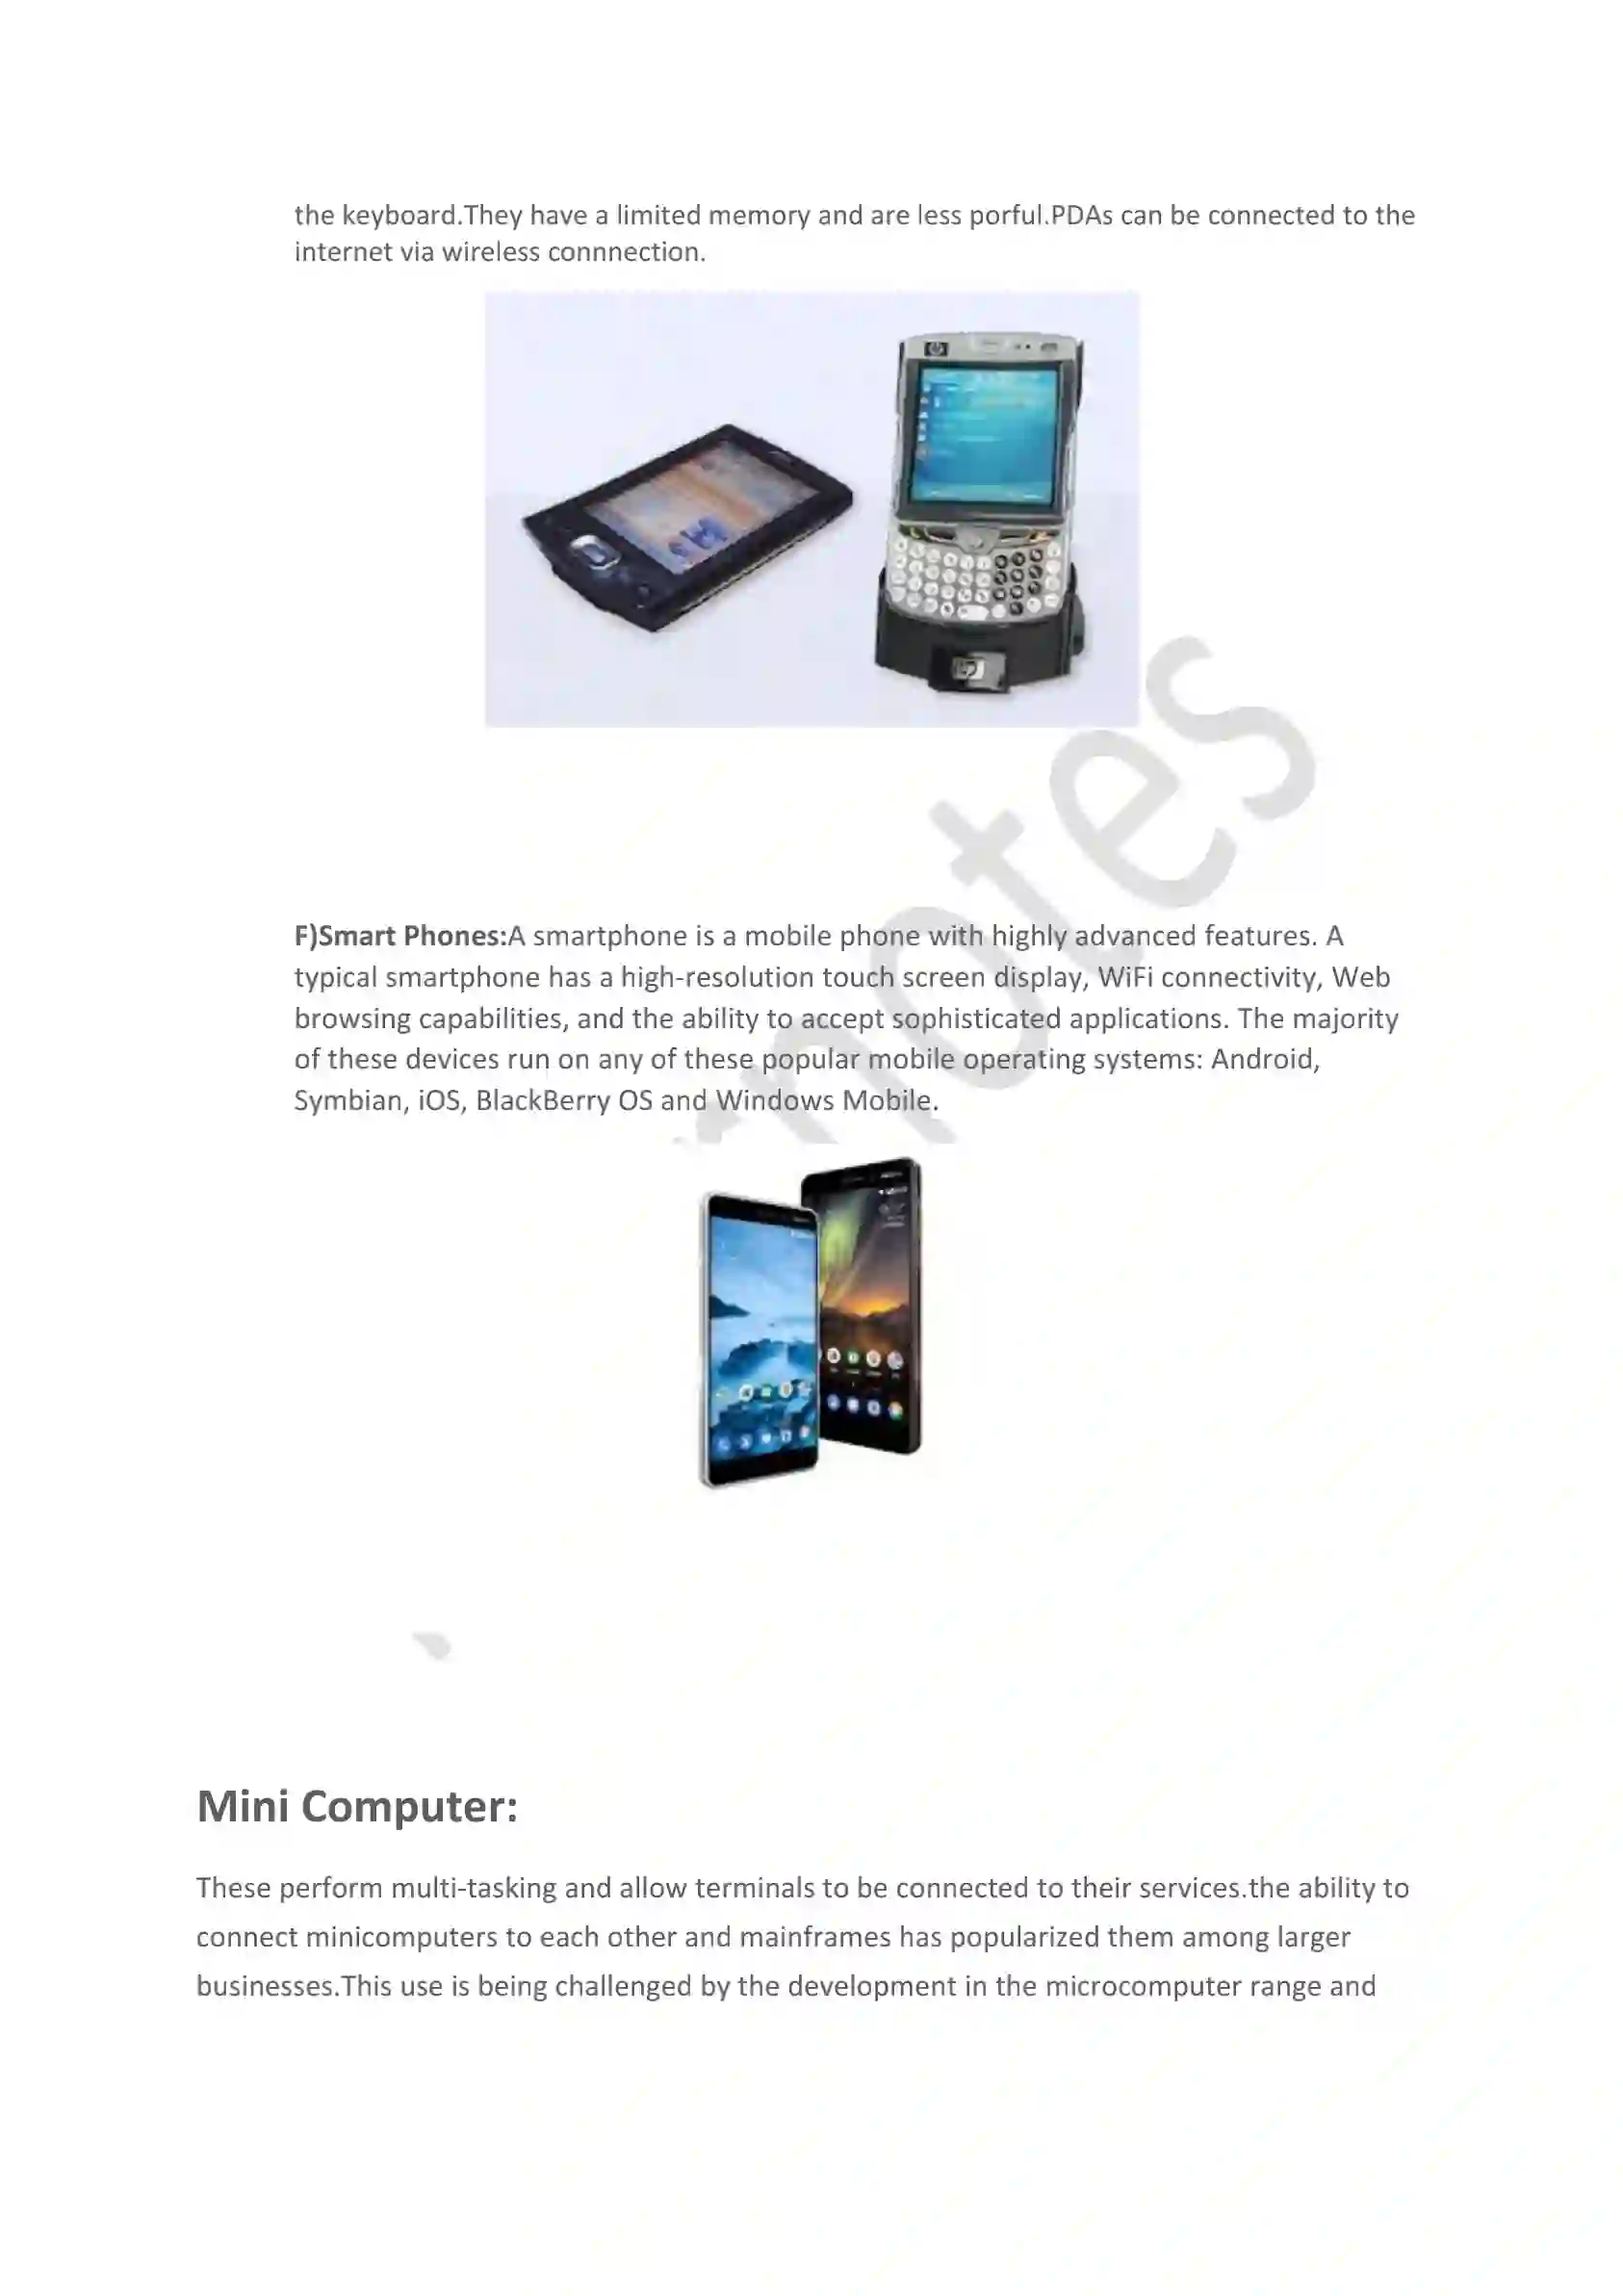 the keyboard.They have a limited memory and are less porful.PDAs can be connected to the
internet via wireless connnection.
F)Smart Phones:A smartphone is a mobile phone with highly advanced features. A
typical smartphone has a high-resolution touch screen display, WiFi connectivity, Web
browsing capabilities, and the ability to accept sophisticated applications. The majority
of these devices run on any of these popular mobile operating systems: Android,
Symbian, iOS, BlackBerry OS and Windows Mobile.
notes
Mini Computer:
These perform multi-tasking and allow terminals to be connected to their services.the ability to
connect minicomputers to each other and mainframes has popularized them among larger
businesses.This use is being challenged by the development in the microcomputer range and